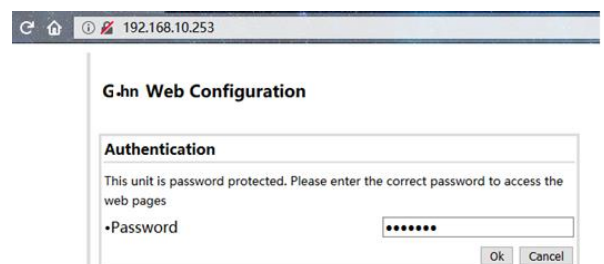 192.168.10.253
G.hn Web Configuration
Authentication
This unit is password protected. Please enter the correct password to access the
web pages
•Password •••••••
Ok Cancel